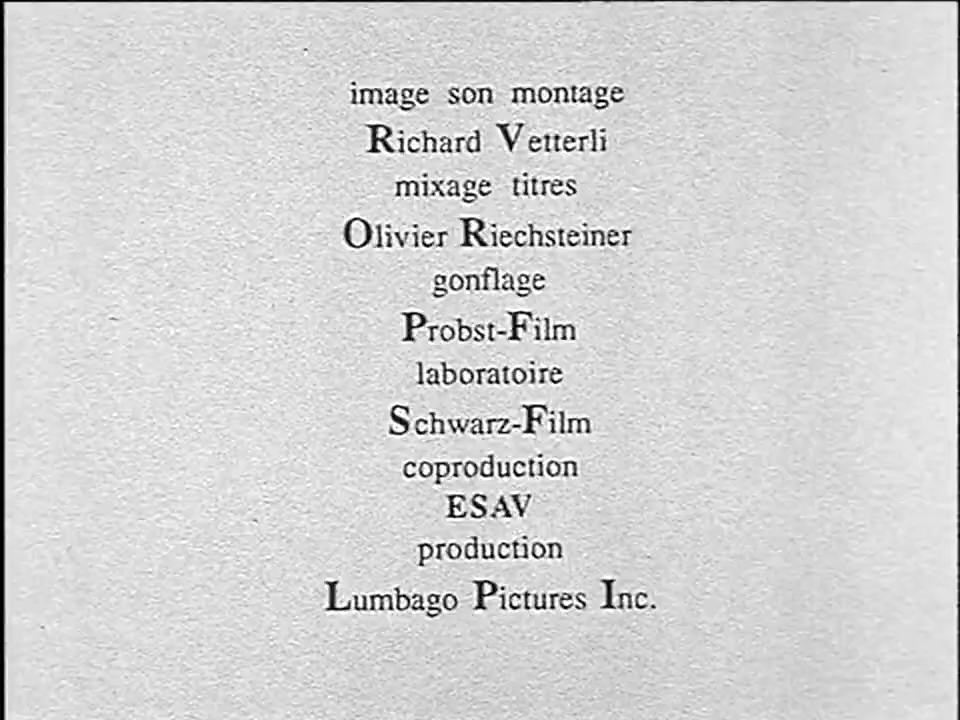 image son montage
Richard Vetterli
mixage titres
Olivier Riechsteiner
gonflage
Probst-Film
laboratoire
Schwarz-Film
coproduction
ESAV
production
Lumbago Pictures Inc.